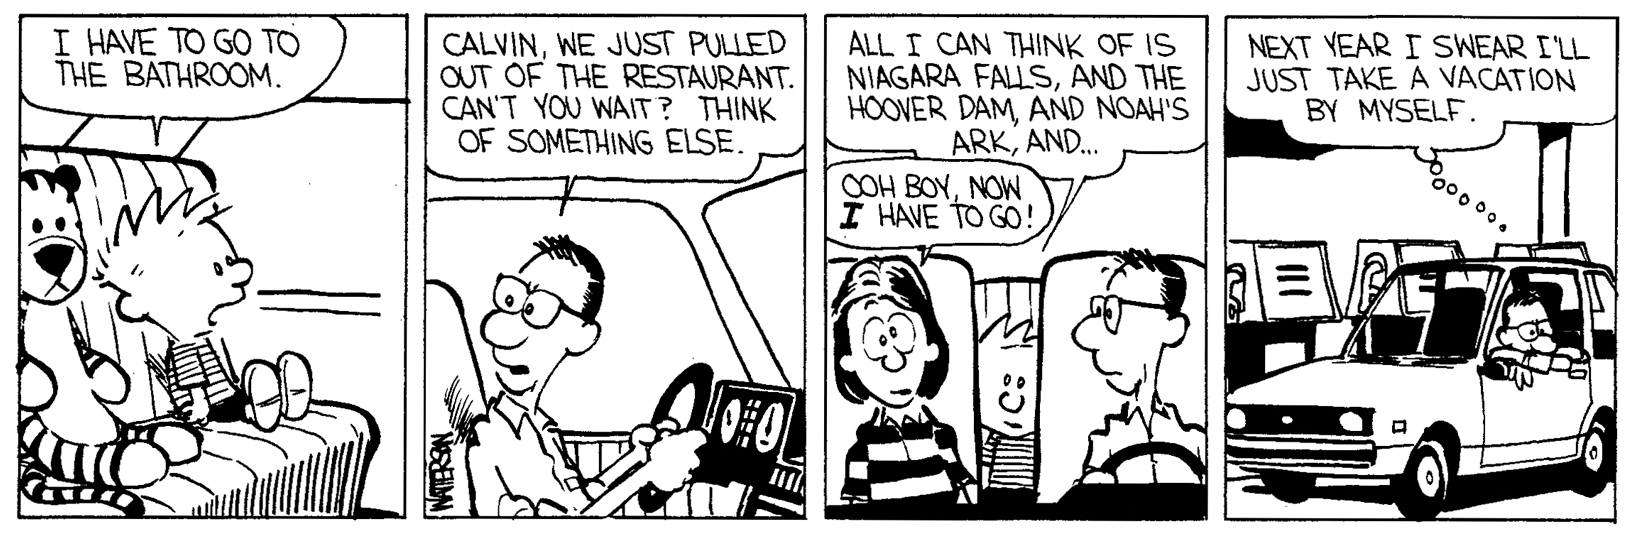 I HAVE TO GO TO
THE BATHROOM.
CALVIN, WE JUST PULLED
OUT OF THE RESTAURANT.
CAN'T YOU WAIT? THINK
OF SOMETHING ELSE.
WATERSON
ALL I CAN THINK OF IS
NIAGARA FALLS, AND THE
HOOVER DAM, AND NOAH'S
ARK, AND...
OOH BOY, NOW
I HAVE TO GO!
NEXT YEAR I SWEAR I'LL
JUST TAKE A VACATION
BY MYSELF.